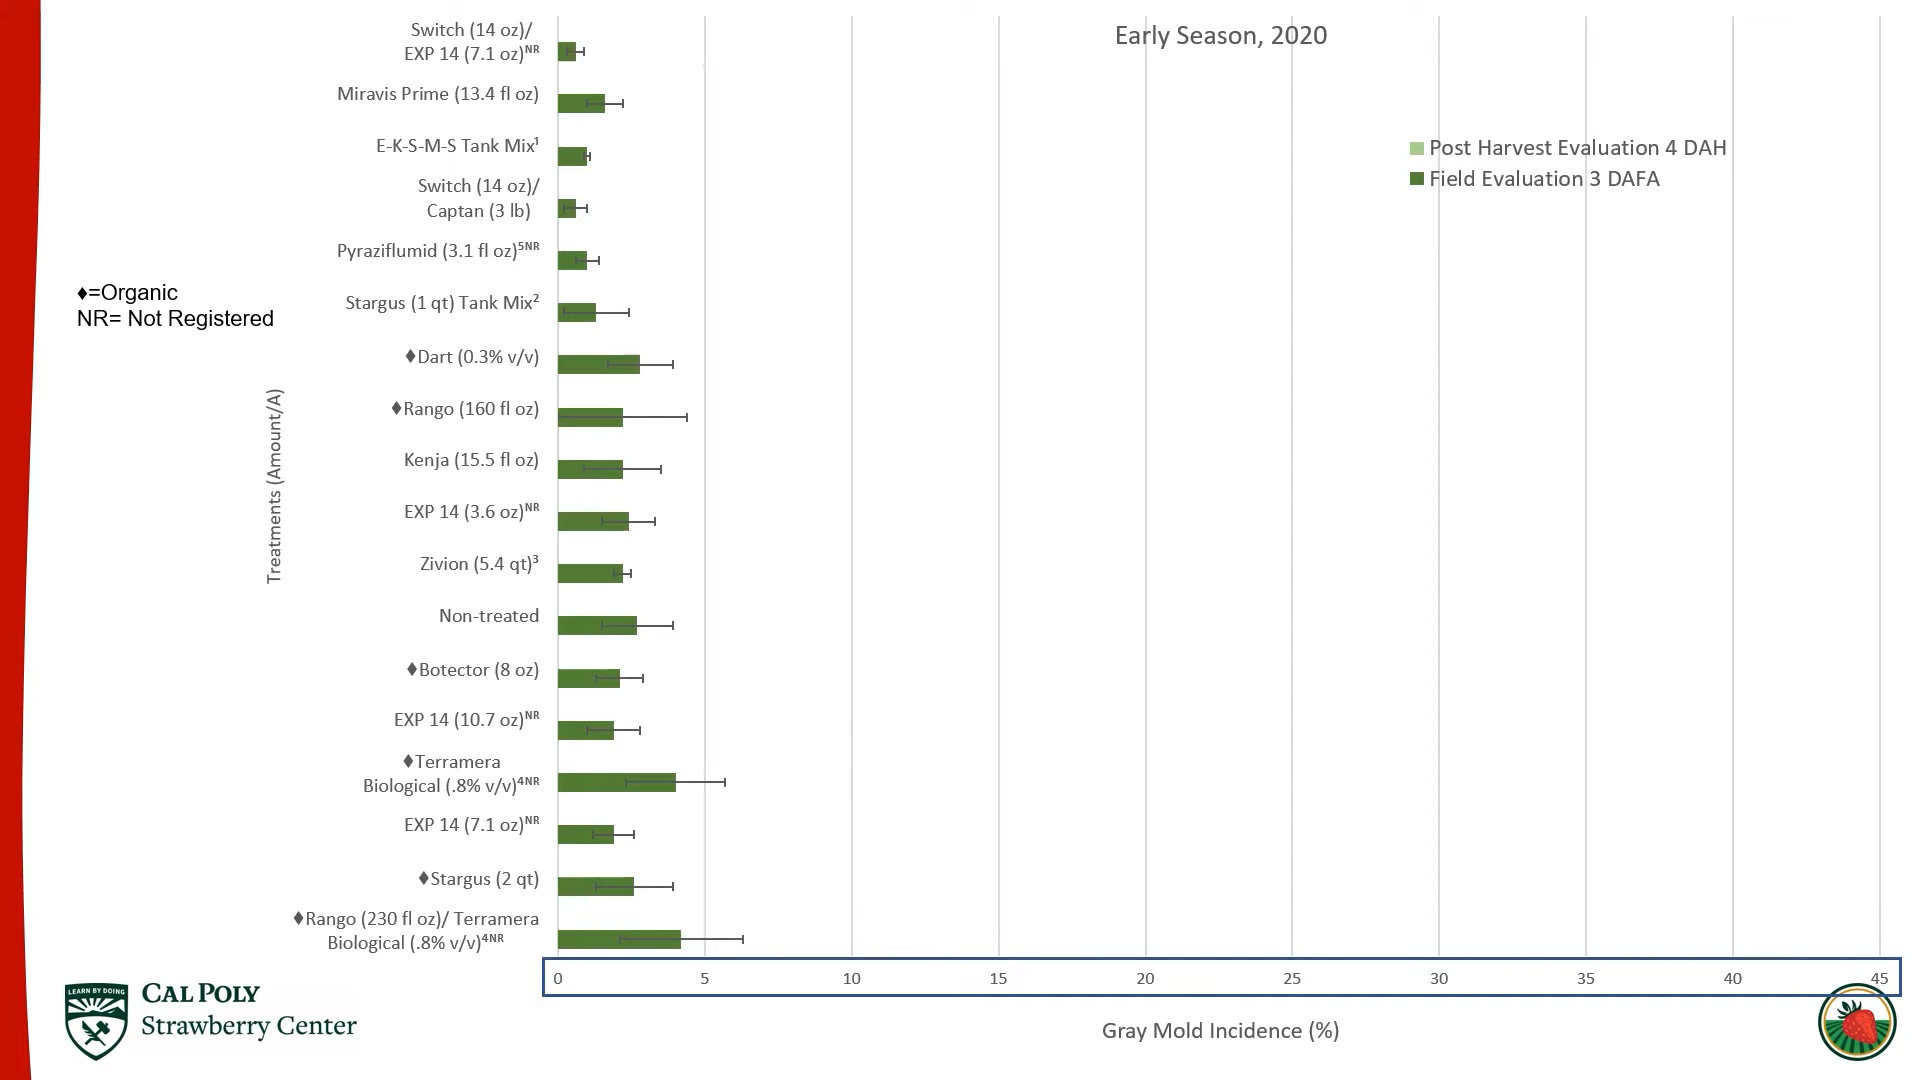 Early Season, 2020
Switch (14 oz)/
EXP 14 (7.1 oz)ᴺᴿ
Miravis Prime (13.4 fl oz)
E-K-S-M-S Tank Mix¹
Switch (14 oz)/
Captan (3 lb)
Pyraziflumid (3.1 fl oz)⁵ᴺᴿ
Stargus (1 qt) Tank Mix²
♦Dart (0.3% v/v)
♦Rango (160 fl oz)
Kenja (15.5 fl oz)
EXP 14 (3.6 oz)ᴺᴿ
Zivion (5.4 qt)³
Non-treated
♦Botector (8 oz)
EXP 14 (10.7 oz)ᴺᴿ
♦Terramera
Biological (.8% v/v)⁴ᴺᴿ
EXP 14 (7.1 oz)ᴺᴿ
♦Stargus (2 qt)
♦Rango (230 fl oz)/ Terramera
Biological (.8% v/v)⁴ᴺᴿ
Post Harvest Evaluation 4 DAH
Field Evaluation 3 DAFA
♦=Organic
NR= Not Registered
Treatments (Amount/A)
0 5 10 15 20 25 30 35 40 45
Gray Mold Incidence (%)
LEARN BY DOING
CAL POLY
Strawberry Center